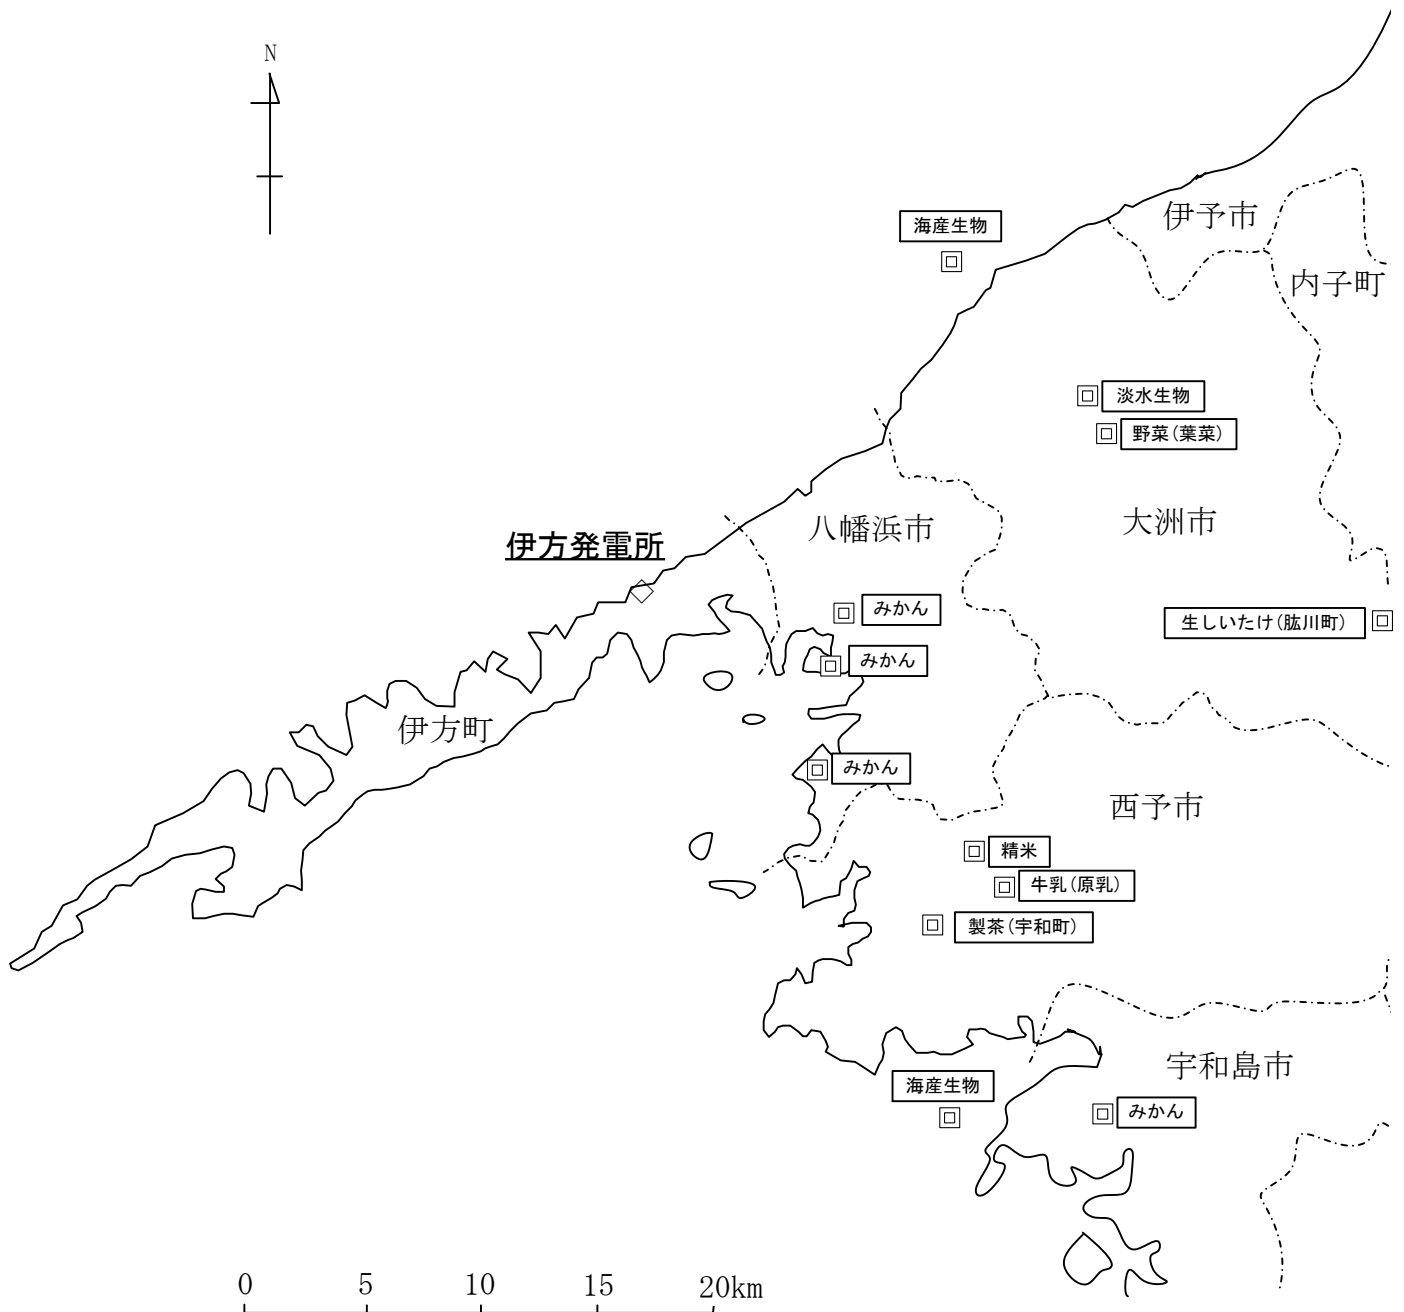 N
伊予市
海産生物
内子町
淡水生物
野菜(葉菜)
大洲市
八幡浜市
伊方発電所
みかん
生しいたけ(肱川町)
みかん
伊方町
みかん
西予市
精米
牛乳(原乳)
製茶(宇和町)
宇和島市
海産生物
みかん
0 5 10 15 20km